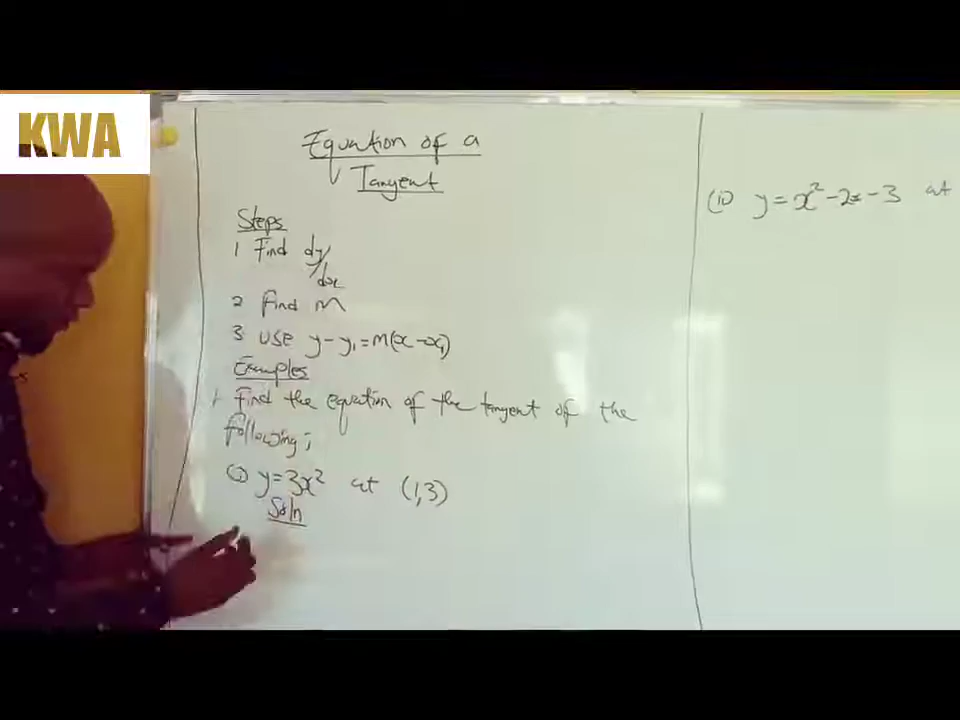 KWA
Equation of a
Tangent
Steps
1 Find dy/dx
2 Find m
3 Use y-y₁=m(x-x₁)
Examples
1. Find the equation of the tangent of the
following;
(i) y=3x² at (1,3)
Soln
(ii) y=x²-2x-3 at